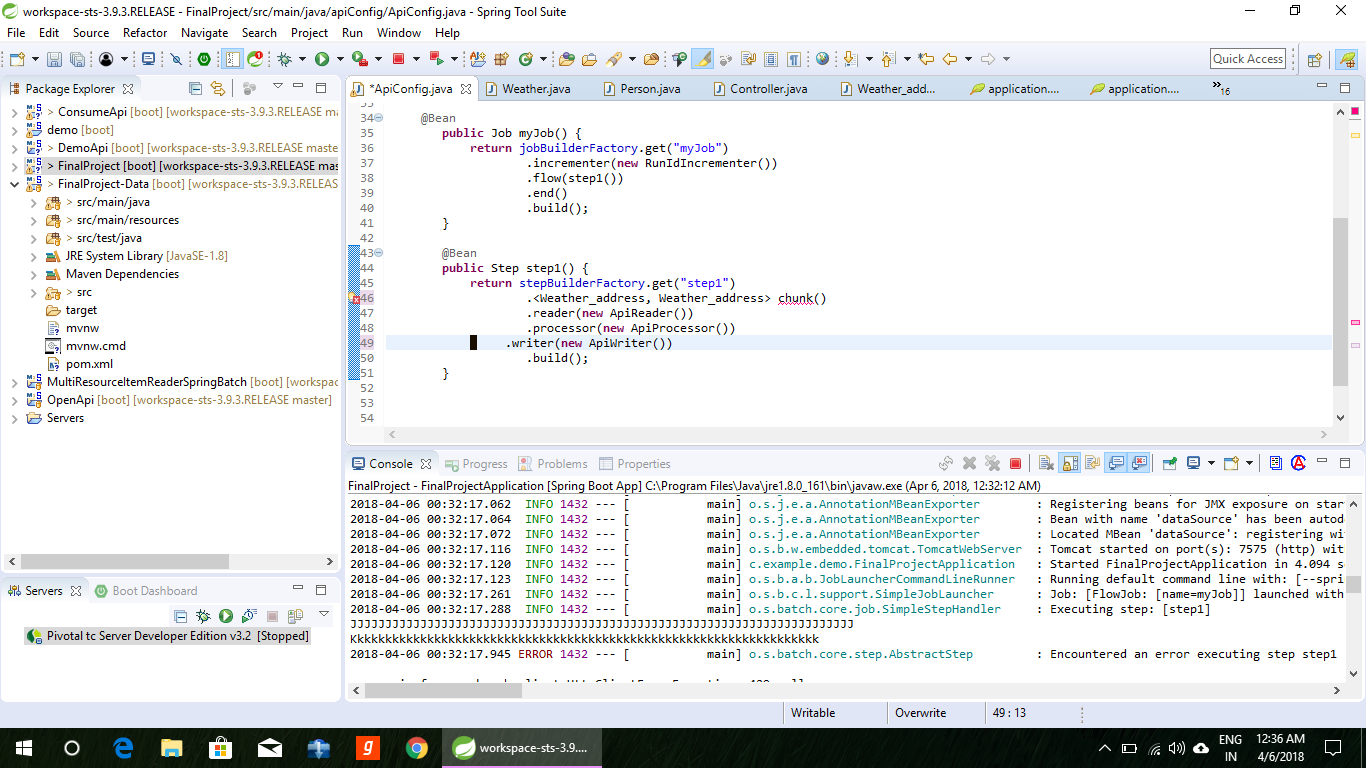 workspace-sts-3.9.3.RELEASE - FinalProject/src/main/java/apiConfig/ApiConfig.java - Spring Tool Suite
File Edit Source Refactor Navigate Search Project Run Window Help
Quick Access
Package Explorer
> ConsumeApi [boot] [workspace-sts-3.9.3.RELEASE ma
demo [boot]
> DemoApi [boot] [workspace-sts-3.9.3.RELEASE master
> FinalProject [boot] [workspace-sts-3.9.3.RELEASE mas
> FinalProject-Data [boot] [workspace-sts-3.9.3.RELEAS
> src/main/java
> src/main/resources
> src/test/java
JRE System Library [JavaSE-1.8]
Maven Dependencies
> src
target
mvnw
mvnw.cmd
pom.xml
MultiResourceItemReaderSpringBatch [boot] [workspac
OpenApi [boot] [workspace-sts-3.9.3.RELEASE master]
Servers
Servers Boot Dashboard
Pivotal tc Server Developer Edition v3.2 [Stopped]
*ApiConfig.java Weather.java Person.java Controller.java Weather_add... application.... application.... »16
34 @Bean
35 public Job myJob() {
36 return jobBuilderFactory.get("myJob")
37 .incrementer(new RunIdIncrementer())
38 .flow(step1())
39 .end()
40 .build();
41 }
42
43 @Bean
44 public Step step1() {
45 return stepBuilderFactory.get("step1")
46 .<Weather_address, Weather_address> chunk()
47 .reader(new ApiReader())
48 .processor(new ApiProcessor())
49 .writer(new ApiWriter())
50 .build();
51 }
52
53
54
Console Progress Problems Properties
FinalProject - FinalProjectApplication [Spring Boot App] C:\Program Files\Java\jre1.8.0_161\bin\javaw.exe (Apr 6, 2018, 12:32:12 AM)
2018-04-06 00:32:17.062 INFO 1432 --- [ main] o.s.j.e.a.AnnotationMBeanExporter : Registering beans for JMX exposure on star
2018-04-06 00:32:17.064 INFO 1432 --- [ main] o.s.j.e.a.AnnotationMBeanExporter : Bean with name 'dataSource' has been autod
2018-04-06 00:32:17.072 INFO 1432 --- [ main] o.s.j.e.a.AnnotationMBeanExporter : Located MBean 'dataSource': registering wi
2018-04-06 00:32:17.116 INFO 1432 --- [ main] o.s.b.w.embedded.tomcat.TomcatWebServer : Tomcat started on port(s): 7575 (http) wit
2018-04-06 00:32:17.120 INFO 1432 --- [ main] c.example.demo.FinalProjectApplication : Started FinalProjectApplication in 4.094 s
2018-04-06 00:32:17.123 INFO 1432 --- [ main] o.s.b.a.b.JobLauncherCommandLineRunner : Running default command line with: [--spri
2018-04-06 00:32:17.261 INFO 1432 --- [ main] o.s.b.c.l.support.SimpleJobLauncher : Job: [FlowJob: [name=myJob]] launched with
2018-04-06 00:32:17.288 INFO 1432 --- [ main] o.s.batch.core.job.SimpleStepHandler : Executing step: [step1]
JJJJJJJJJJJJJJJJJJJJJJJJJJJJJJJJJJJJJJJJJJJJJJJJJJJJJJJJJJJJJJJJJJJJJJJJ
Kkkkkkkkkkkkkkkkkkkkkkkkkkkkkkkkkkkkkkkkkkkkkkkkkkkkkkkkkkkkkkkkkkk
2018-04-06 00:32:17.945 ERROR 1432 --- [ main] o.s.batch.core.step.AbstractStep : Encountered an error executing step step1
Writable Overwrite 49 : 13
workspace-sts-3.9....
ENG
IN
12:36 AM
4/6/2018